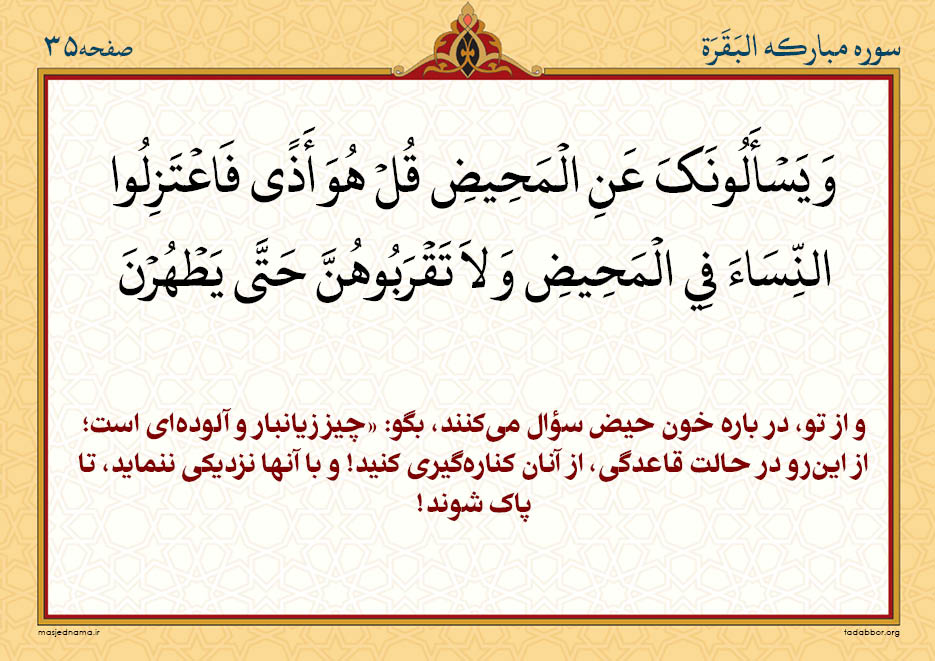 سوره مبارکه البَقَرَة
صفحه۳۵
وَ يَسْأَلُونَکَ عَنِ الْمَحِيضِ قُلْ هُوَ أَذًى فَاعْتَزِلُوا
النِّسَاءَ فِي الْمَحِيضِ وَ لاَ تَقْرَبُوهُنَّ حَتَّى يَطْهُرْنَ
و از تو، در باره خون حیض سؤال می‌کنند، بگو: «چیز زیانبار و آلوده‌ای است؛
از این‌رو در حالت قاعدگی، از آنان کناره‌گیری کنید! و با آنها نزدیکی ننماید، تا
پاک شوند!
masjednama.ir
tadabbor.org